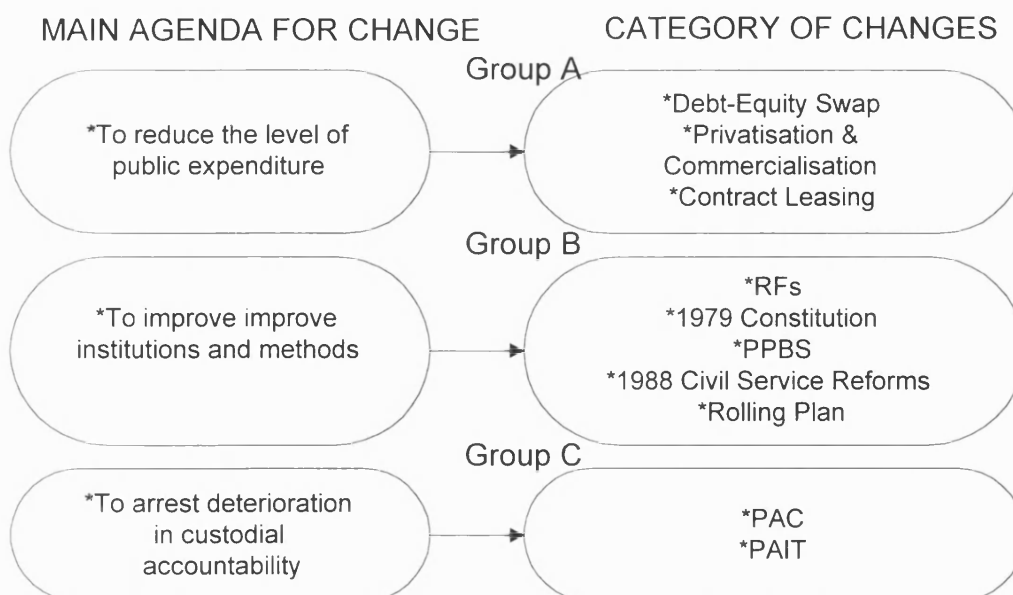 MAIN AGENDA FOR CHANGE
CATEGORY OF CHANGES
Group A
*To reduce the level of
public expenditure
*Debt-Equity Swap
*Privatisation &
Commercialisation
*Contract Leasing
Group B
*To improve improve
institutions and methods
*RFs
*1979 Constitution
*PPBS
*1988 Civil Service Reforms
*Rolling Plan
Group C
*To arrest deterioration
in custodial
accountability
*PAC
*PAIT